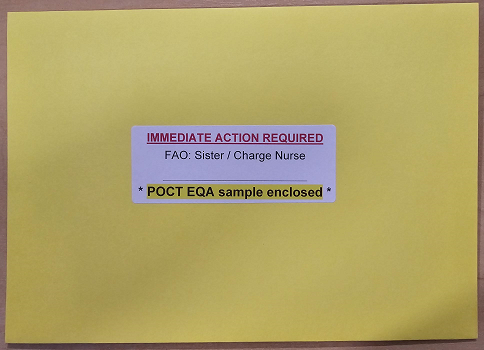 IMMEDIATE ACTION REQUIRED
FAO: Sister / Charge Nurse
* POCT EQA sample enclosed *